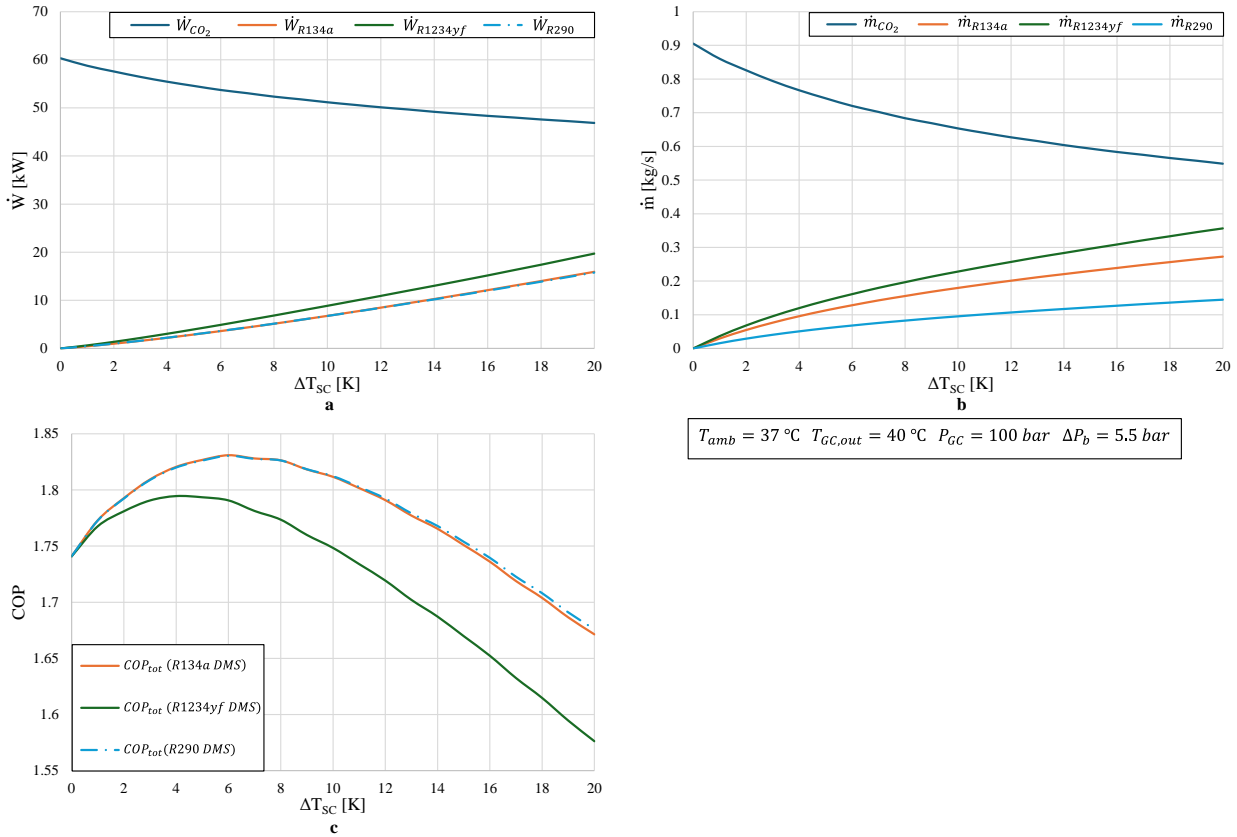 Ẇ_CO₂ Ẇ_R134a Ẇ_R1234yf Ẇ_R290
70
60
50
40
30
20
10
0
Ẇ [kW]
0 2 4 6 8 10 12 14 16 18 20
ΔT_SC [K]
a
ṁ_CO₂ ṁ_R134a ṁ_R1234yf ṁ_R290
1
0.9
0.8
0.7
0.6
0.5
0.4
0.3
0.2
0.1
0
ṁ [kg/s]
0 2 4 6 8 10 12 14 16 18 20
ΔT_SC [K]
b
T_amb = 37 °C T_GC,out = 40 °C P_GC = 100 bar ΔP_b = 5.5 bar
1.85
1.8
1.75
1.7
1.65
1.6
1.55
COP
COP_tot (R134a DMS)
COP_tot (R1234yf DMS)
COP_tot(R290 DMS)
0 2 4 6 8 10 12 14 16 18 20
ΔT_SC [K]
c